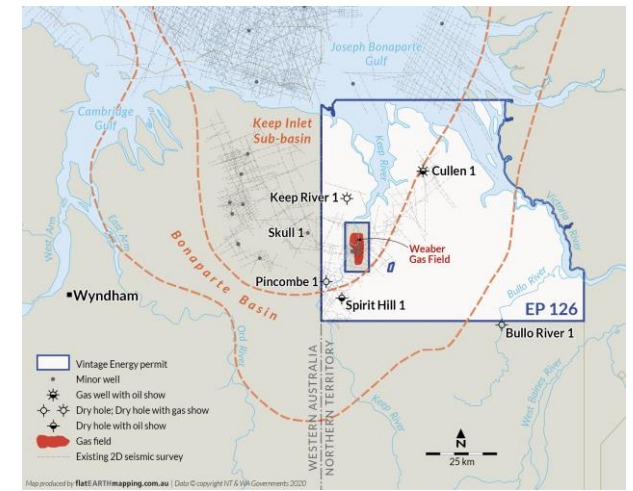 Joseph Bonaparte
Gulf
Cambridge
Gulf
Keep Inlet
Sub-basin
Keep River
Cullen 1
Victoria River
Keep River 1
West Arm
East Arm
Skull 1
Weaber
Gas Field
Bonaparte Basin
Pincombe 1
Bullo River
Wyndham
Spirit Hill 1
EP 126
Bullo River 1
Ord River
Vintage Energy permit
Minor well
Gas well with oil show
Dry hole; Dry hole with gas show
Dry hole with oil show
Gas field
Existing 2D seismic survey
WESTERN AUSTRALIA
NORTHERN TERRITORY
Keep River
West Baines River
N
25 km
Map produced by flatEARTHmapping.com.au | Data © copyright NT & WA Governments 2020